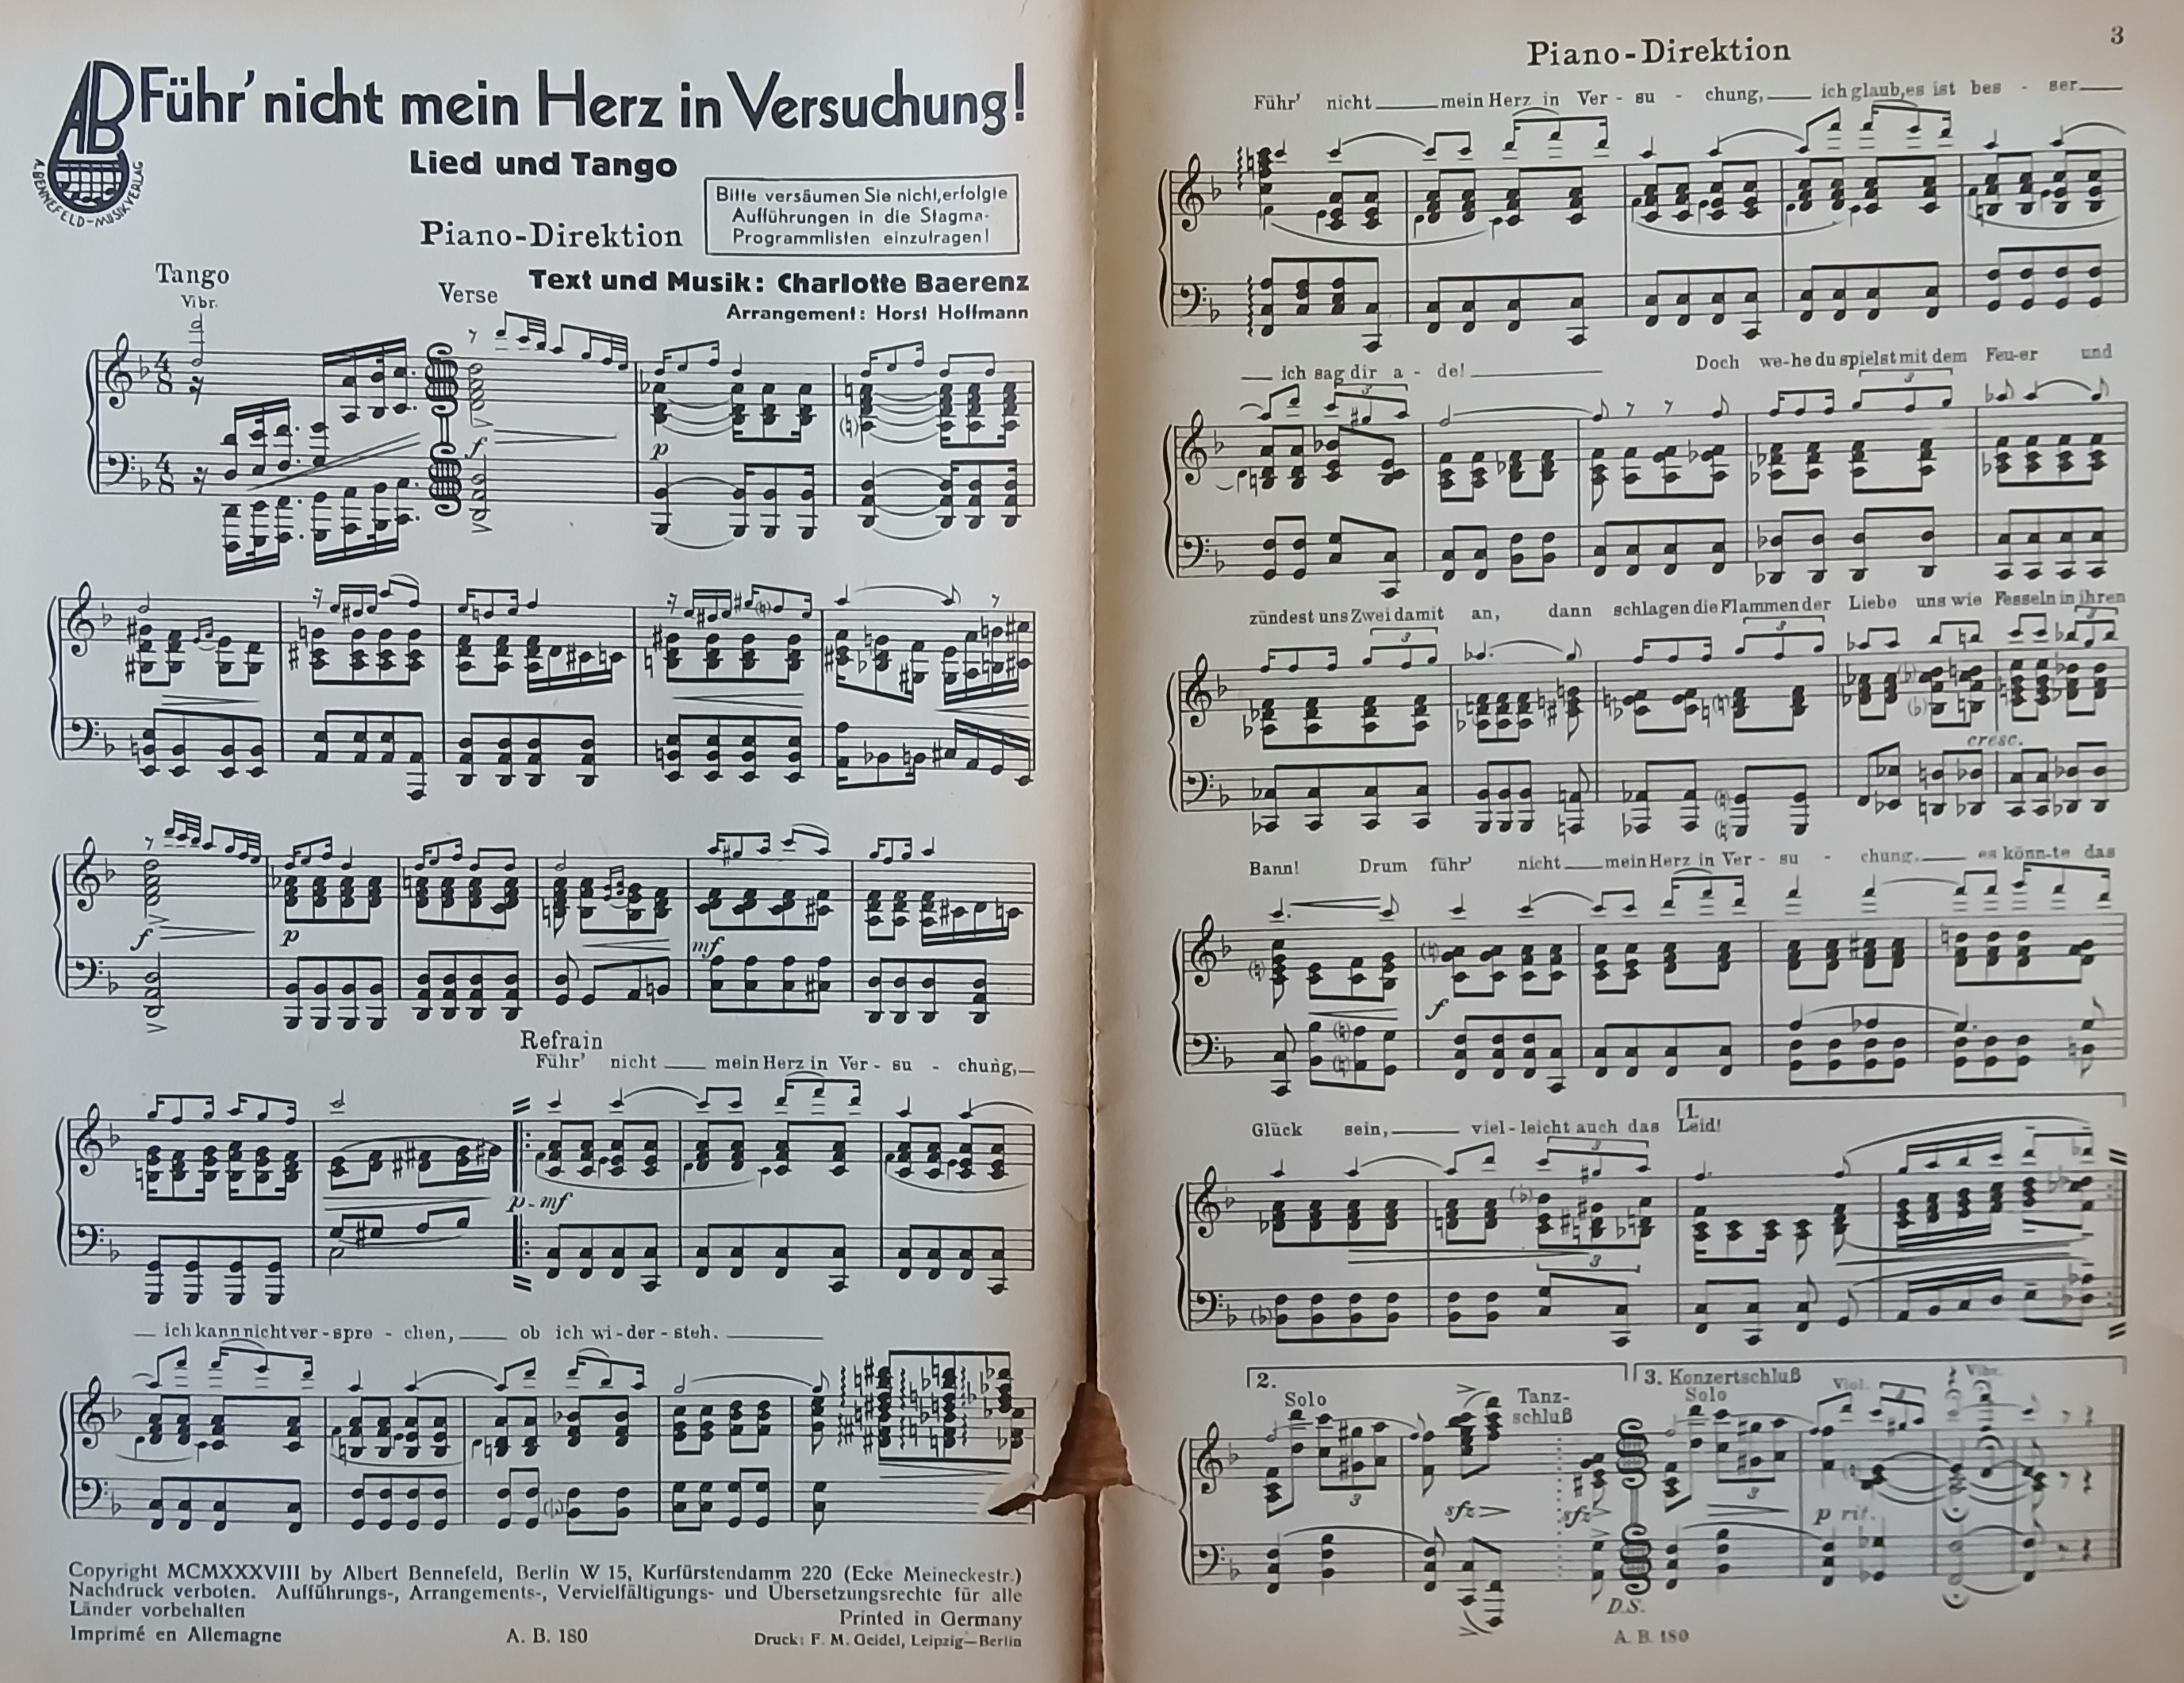 AB
A. BENNEFELD-MUSIKVERLAG
Führ' nicht mein Herz in Versuchung!
Lied und Tango
Bitte versäumen Sie nicht, erfolgte
Aufführungen in die Stagma-
Programmlisten einzutragen!
Piano-Direktion
Text und Musik: Charlotte Baerenz
Arrangement: Horst Hoffmann
Tango
Vibr.
Verse
f
p
f
p
mf
Refrain
Führ' nicht mein Herz in Ver - su - chung,
p - mf
ich kann nicht ver - spre - chen, ob ich wi - der - steh.
Copyright MCMXXXVIII by Albert Bennefeld, Berlin W 15, Kurfürstendamm 220 (Ecke Meineckestr.)
Nachdruck verboten. Aufführungs-, Arrangements-, Vervielfältigungs- und Übersetzungsrechte für alle
Länder vorbehalten
Printed in Germany
Imprimé en Allemagne
A. B. 180
Druck: F. M. Geidel, Leipzig—Berlin
3
Piano-Direktion
Führ' nicht mein Herz in Ver - su - chung, ich glaub, es ist bes - ser
ich sag dir a - de! Doch we-he du spielst mit dem Feu-er und
3 3
zündest uns Zwei damit an, dann schlagen die Flammen der Liebe uns wie Fesseln in ihren
3 3 3
cresc.
Bann! Drum führ' nicht mein Herz in Ver - su - chung. es könn-te das
f
Glück sein, viel - leicht auch das Leid!
1.
3
3
2.
Solo
Tanz-
schluß
3. Konzertschluß
Solo
Viol.
Vibr.
3
3
sfz
sfz
p rit.
D.S.
A. B. 180